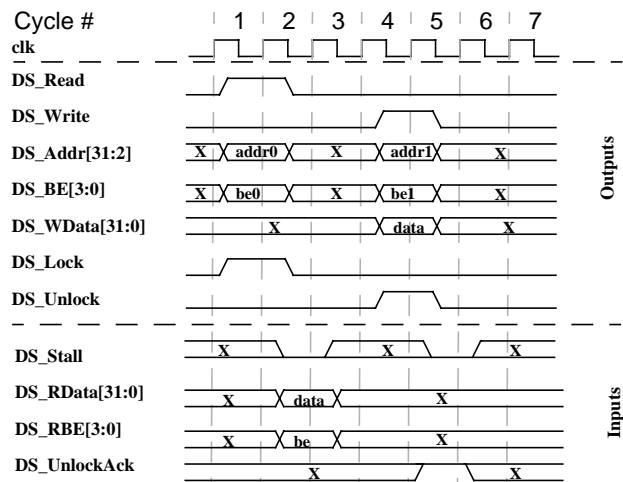 Cycle # 1 2 3 4 5 6 7
clk
DS_Read
DS_Write
DS_Addr[31:2] X addr0 X addr1 X
DS_BE[3:0] X be0 X be1 X
DS_WData[31:0] X data X
DS_Lock
DS_Unlock
Outputs
DS_Stall X X X
DS_RData[31:0] X data X
DS_RBE[3:0] X be X
DS_UnlockAck X X
Inputs